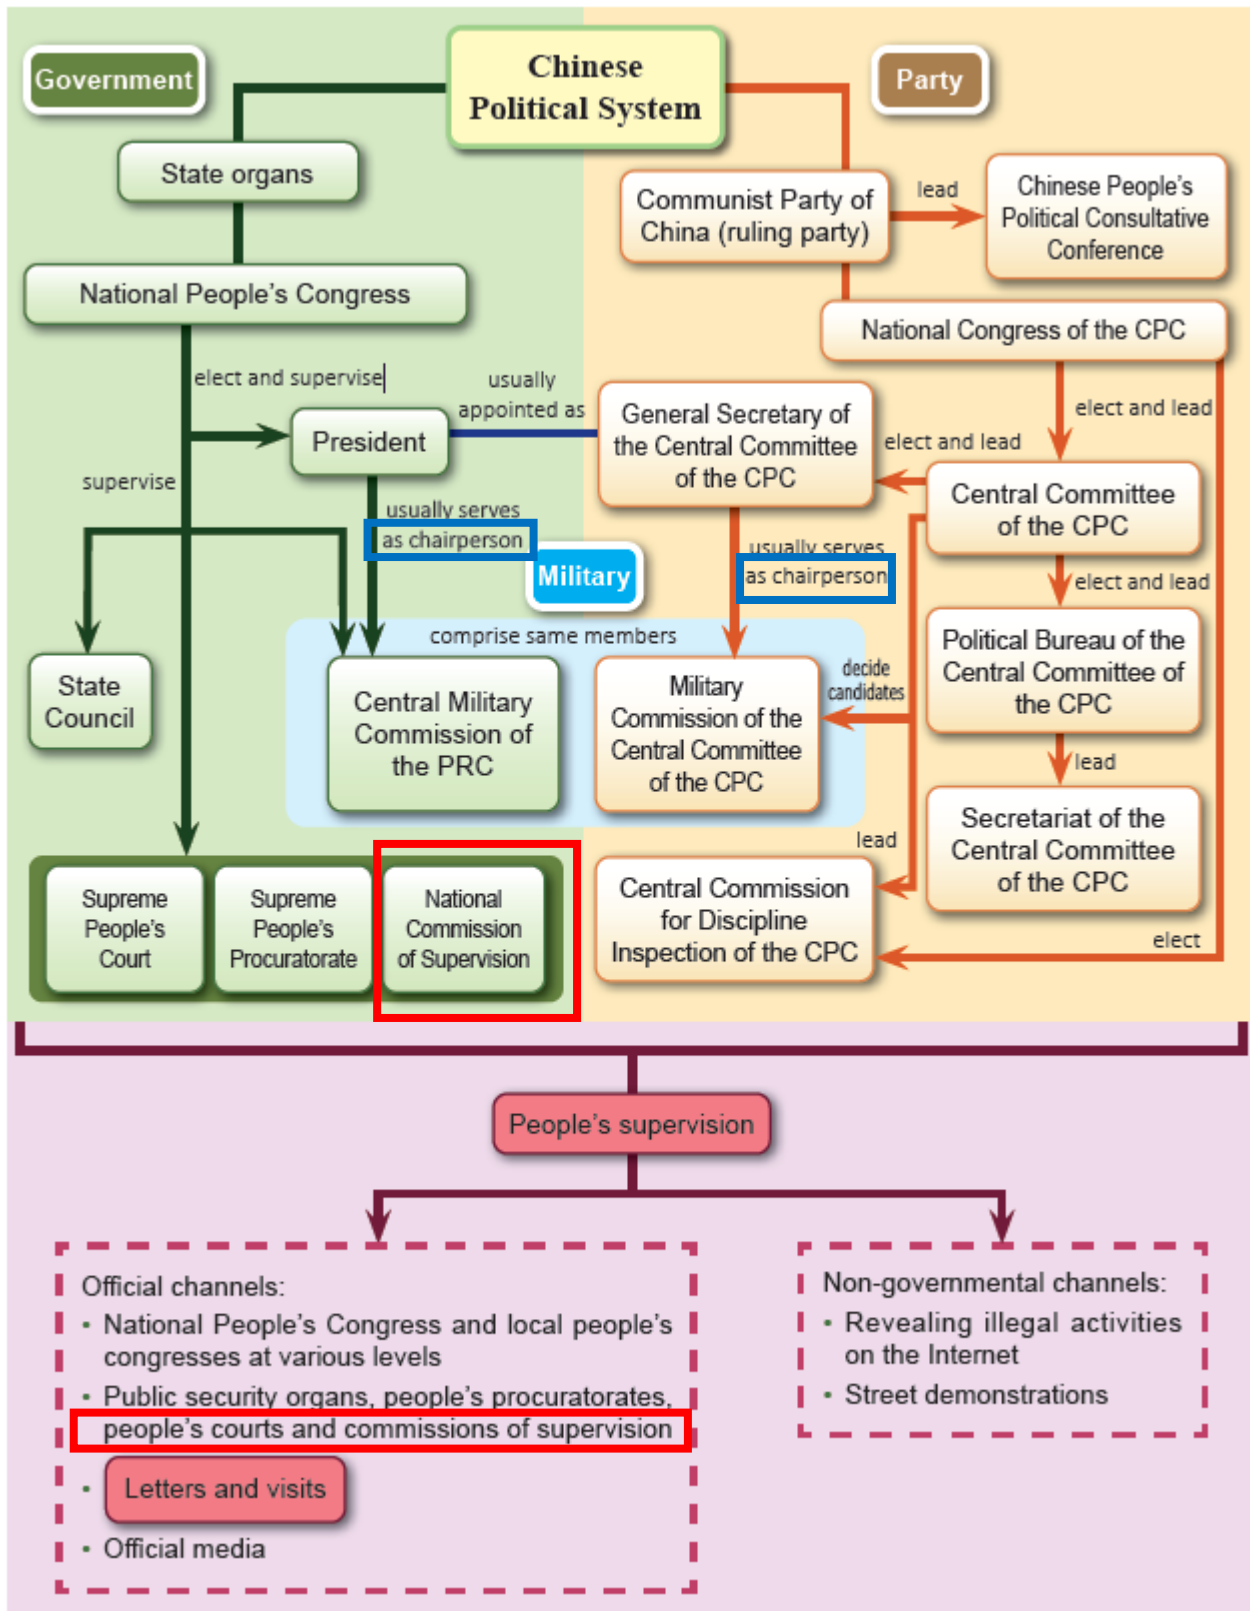 Chinese
Political System
Government
Party
State organs
National People's Congress
elect and supervise
President
usually
appointed as
supervise
usually serves
as chairperson
Military
usually serves
as chairperson
comprise same members
State
Council
Central Military
Commission of
the PRC
Military
Commission of the
Central Committee
of the CPC
Supreme
People's
Court
Supreme
People's
Procuratorate
National
Commission
of Supervision
Communist Party of
China (ruling party)
lead
Chinese People's
Political Consultative
Conference
National Congress of the CPC
elect and lead
General Secretary of
the Central Committee
of the CPC
elect and lead
Central Committee
of the CPC
elect and lead
Political Bureau of the
Central Committee of
the CPC
decide
candidates
lead
Secretariat of the
Central Committee
of the CPC
lead
Central Commission
for Discipline
Inspection of the CPC
elect
People's supervision
Official channels:
• National People's Congress and local people's
congresses at various levels
• Public security organs, people's procuratorates,
people's courts and commissions of supervision
• Letters and visits
• Official media
Non-governmental channels:
• Revealing illegal activities
on the Internet
• Street demonstrations